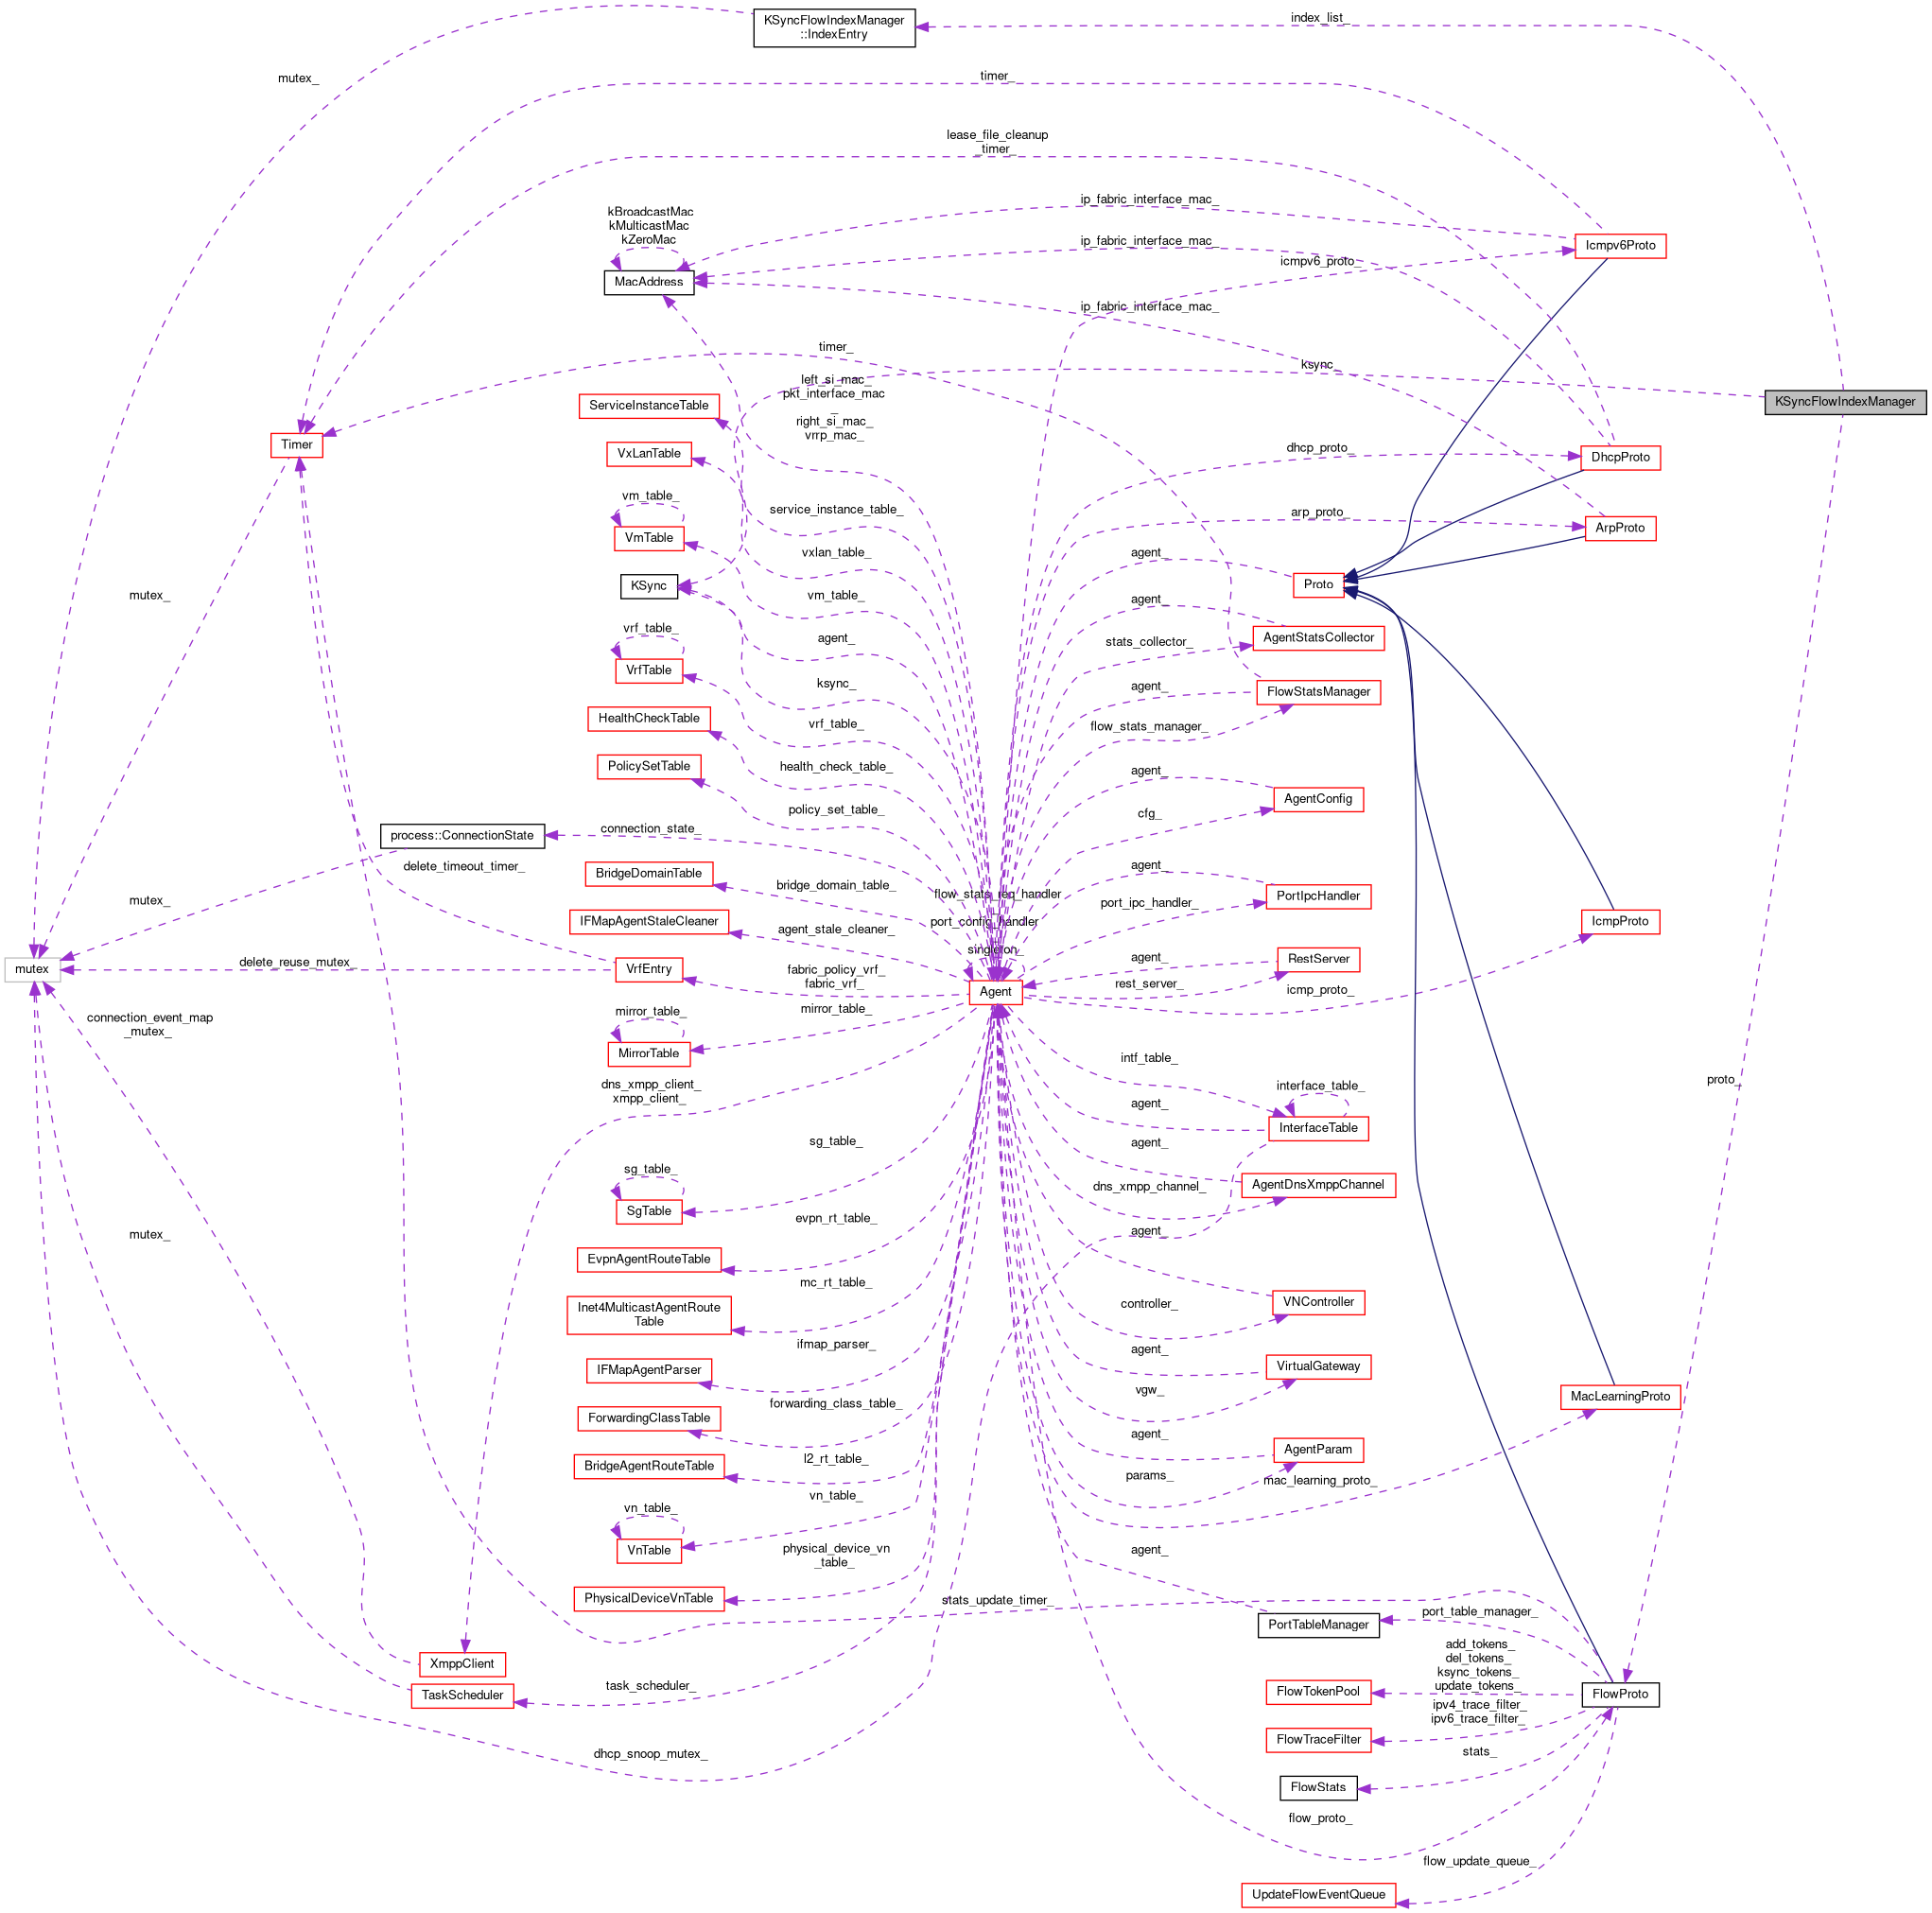 KSyncFlowIndexManager
::IndexEntry
index_list_
mutex_
timer_
lease_file_cleanup
_timer_
ip_fabric_interface_mac_
kBroadcastMac
kMulticastMac
kZeroMac
ip_fabric_interface_mac_
Icmpv6Proto
icmpv6_proto_
MacAddress
ip_fabric_interface_mac_
timer_
ksync_
left_si_mac_
pkt_interface_mac
_
right_si_mac_
vrrp_mac_
ServiceInstanceTable
KSyncFlowIndexManager
Timer
VxLanTable
dhcp_proto_
DhcpProto
vm_table_
service_instance_table_
arp_proto_
ArpProto
VmTable
vxlan_table_
agent_
KSync
Proto
mutex_
vm_table_
agent_
vrf_table_
agent_
AgentStatsCollector
stats_collector_
VrfTable
ksync_
agent_
FlowStatsManager
HealthCheckTable
vrf_table_
flow_stats_manager_
PolicySetTable
health_check_table_
agent_
AgentConfig
policy_set_table_
cfg_
process::ConnectionState
connection_state_
delete_timeout_timer_
BridgeDomainTable
agent_
bridge_domain_table_
flow_stats_req_handler
_
port_config_handler
_
singleton_
PortIpcHandler
mutex_
port_ipc_handler_
IFMapAgentStaleCleaner
agent_stale_cleaner_
IcmpProto
mutex
delete_reuse_mutex_
VrfEntry
fabric_policy_vrf_
fabric_vrf_
Agent
agent_
RestServer
rest_server_
icmp_proto_
connection_event_map
_mutex_
mirror_table_
mirror_table_
MirrorTable
intf_table_
dns_xmpp_client_
xmpp_client_
interface_table_
proto_
agent_
InterfaceTable
sg_table_
agent_
sg_table_
SgTable
dns_xmpp_channel_
AgentDnsXmppChannel
evpn_rt_table_
agent_
mutex_
EvpnAgentRouteTable
mc_rt_table_
Inet4MulticastAgentRoute
Table
controller_
VNController
ifmap_parser_
agent_
IFMapAgentParser
VirtualGateway
vgw_
MacLearningProto
forwarding_class_table_
ForwardingClassTable
agent_
AgentParam
l2_rt_table_
BridgeAgentRouteTable
params_
mac_learning_proto_
vn_table_
vn_table_
VnTable
physical_device_vn
_table_
agent_
PhysicalDeviceVnTable
stats_update_timer_
PortTableManager
port_table_manager_
XmppClient
add_tokens_
del_tokens_
ksync_tokens_
update_tokens_
TaskScheduler
task_scheduler_
FlowTokenPool
FlowProto
ipv4_trace_filter_
ipv6_trace_filter_
FlowTraceFilter
dhcp_snoop_mutex_
stats_
FlowStats
flow_proto_
flow_update_queue_
UpdateFlowEventQueue